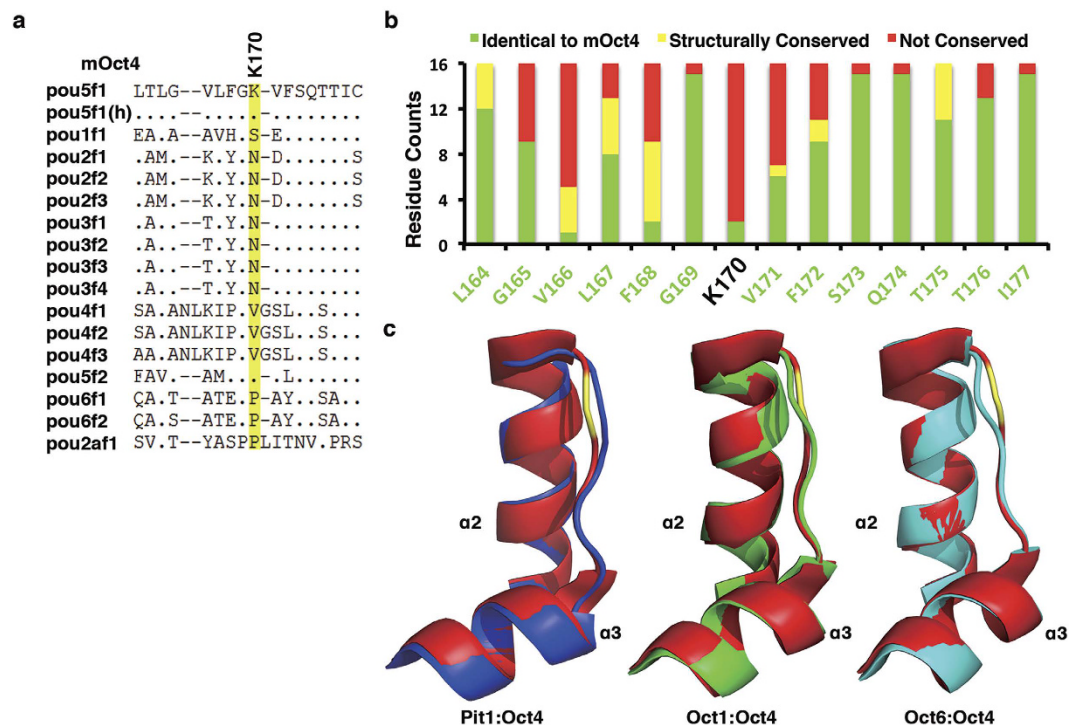 a
mOct4
K170
pou5f1 LTLG--VLFGK-VFSQTTIC
pou5f1(h) ....--.....-........
pou1f1 EA.A--AVH.S-E.......
pou2f1 .AM.--K.Y.N-D......S
pou2f2 .AM.--K.Y.N-D......S
pou2f3 .AM.--K.Y.N-D......S
pou3f1 .A..--T.Y.N-........
pou3f2 .A..--T.Y.N-........
pou3f3 .A..--T.Y.N-........
pou3f4 .A..--T.Y.N-........
pou4f1 SA.ANLKIP.VGSL..S...
pou4f2 SA.ANLKIP.VGSL..S...
pou4f3 AA.ANLKIP.VGSL..S...
pou5f2 FAV.--AM...-.L......
pou6f1 QA.T--ATE.P-AY..SA..
pou6f2 QA.S--ATE.P-AY..SA..
pou2af1 SV.T--YASPPLITNV.PRS
b
Identical to mOct4 Structurally Conserved Not Conserved
Residue Counts
16
12
8
4
0
L164 G165 V166 L167 F168 G169 K170 V171 F172 S173 Q174 T175 T176 I177
c
α2 α2 α2
α3 α3 α3
Pit1:Oct4 Oct1:Oct4 Oct6:Oct4